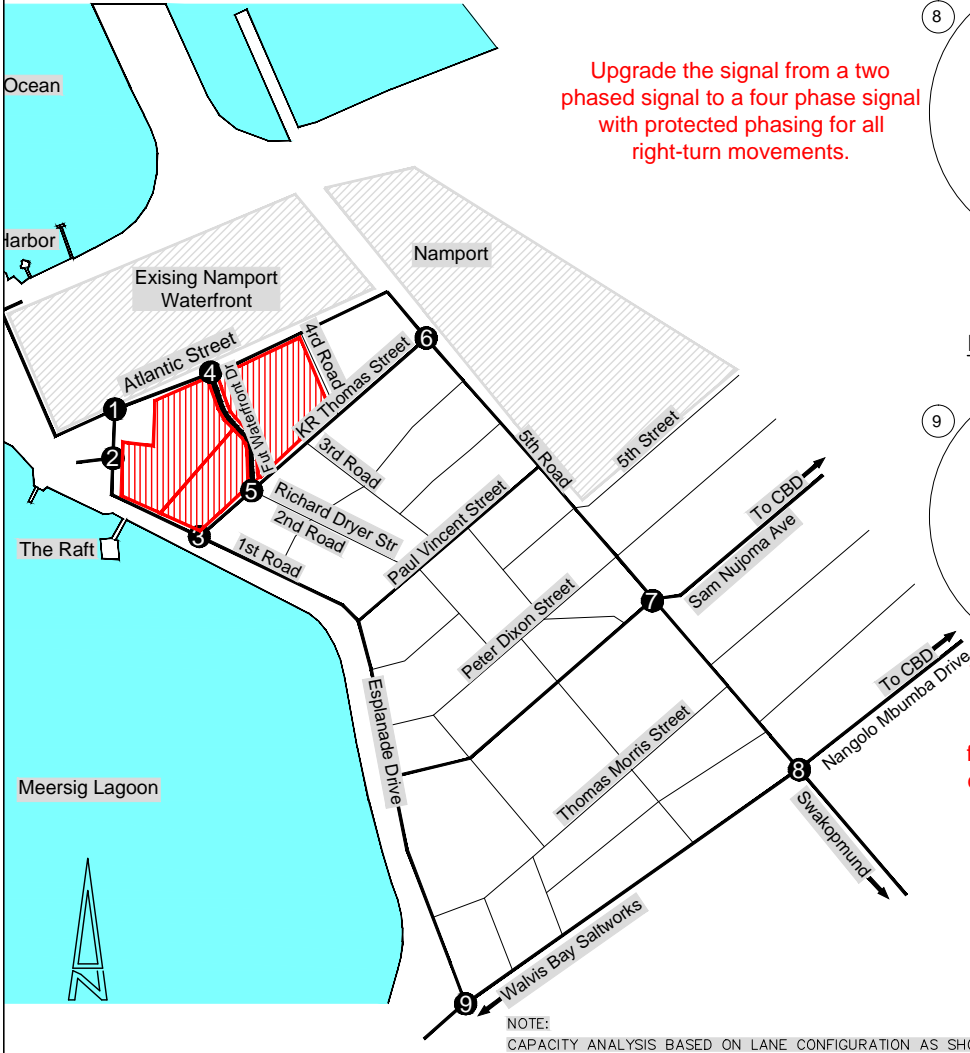 8
Ocean
Upgrade the signal from a two
phased signal to a four phase signal
with protected phasing for all
right-turn movements.
Harbor
Namport
Exising Namport
Waterfront
4rd Road
6
Atlantic Street
4
Fut Waterfront Dr
KR Thomas Street
1
9
2
3rd Road
5th Road
5th Street
5
Richard Dryer Str
2nd Road
To CBD
Paul Vincent Street
3
The Raft
1st Road
Sam Nujoma Ave
7
Peter Dixon Street
To CBD
Nangolo Mbumba Drive
Esplanade Drive
Thomas Morris Street
8
Meersig Lagoon
Swakopmund
N
Walvis Bay Saltworks
9
NOTE:
CAPACITY ANALYSIS BASED ON LANE CONFIGURATION AS